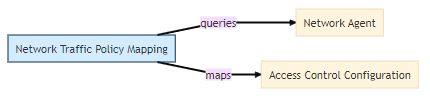 queries
Network Agent
Network Traffic Policy Mapping
maps
Access Control Configuration